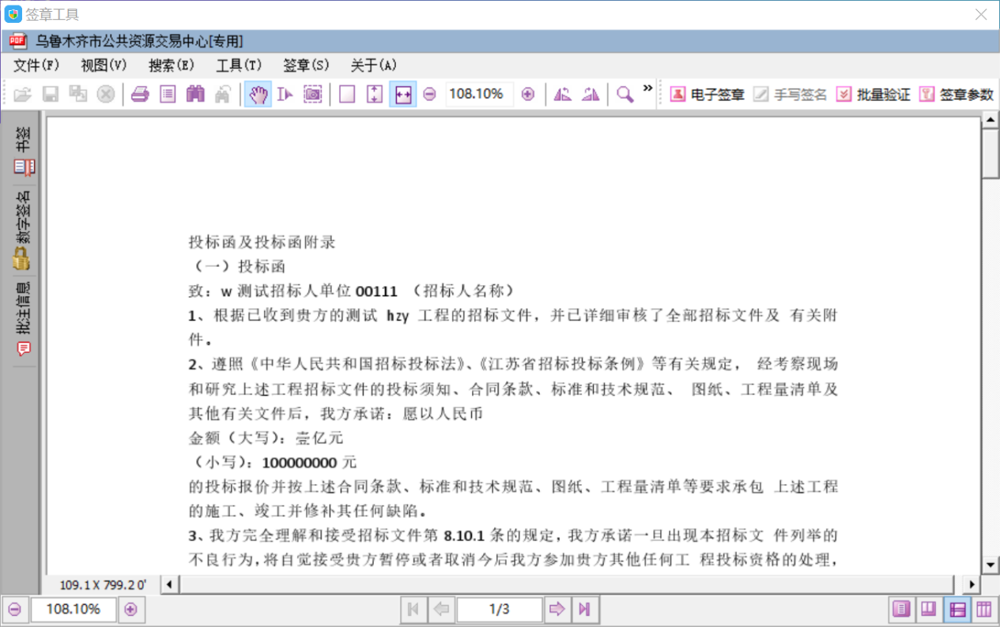 签章工具
乌鲁木齐市公共资源交易中心[专用]
文件(F) 视图(V) 搜索(E) 工具(T) 签章(S) 关于(A)
108.10% 电子签章 手写签名 批量验证 签章参数
书签
数字签名
批注信息
投标函及投标函附录
（一）投标函
致：w 测试招标人单位 00111 （招标人名称）
1、根据已收到贵方的测试 hzy 工程的招标文件，并已详细审核了全部招标文件及 有关附
件。
2、遵照《中华人民共和国招标投标法》、《江苏省招标投标条例》等有关规定， 经考察现场
和研究上述工程招标文件的投标须知、合同条款、标准和技术规范、 图纸、工程量清单及
其他有关文件后，我方承诺：愿以人民币
金额（大写）：壹亿元
（小写）：100000000 元
的投标报价并按上述合同条款、标准和技术规范、图纸、工程量清单等要求承包 上述工程
的施工、竣工并修补其任何缺陷。
3、我方完全理解和接受招标文件第 8.10.1 条的规定，我方承诺一旦出现本招标文 件列举的
不良行为，将自觉接受贵方暂停或者取消今后我方参加贵方其他任何工 程投标资格的处理，
109.1 X 799.2 0'
108.10% 1/3